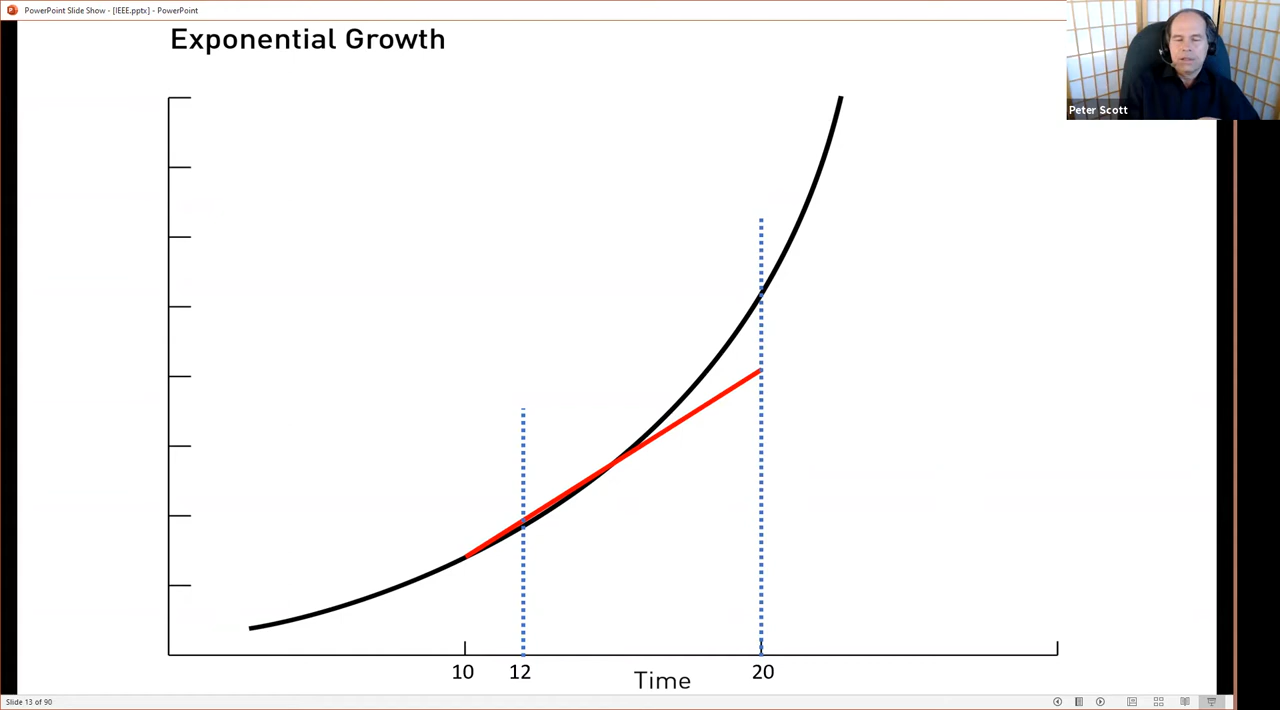 PowerPoint Slide Show - [IEEE.pptx] - PowerPoint
Exponential Growth
Peter Scott
10 12 20
Time
Slide 13 of 90